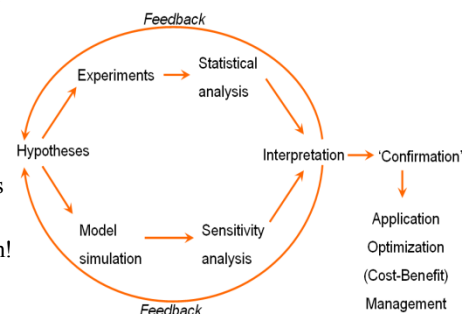 Feedback
Experiments
Statistical
analysis
Hypotheses
Interpretation
'Confirmation'
s
Model
simulation
Sensitivity
analysis
n!
Application
Optimization
(Cost-Benefit)
Management
Feedback